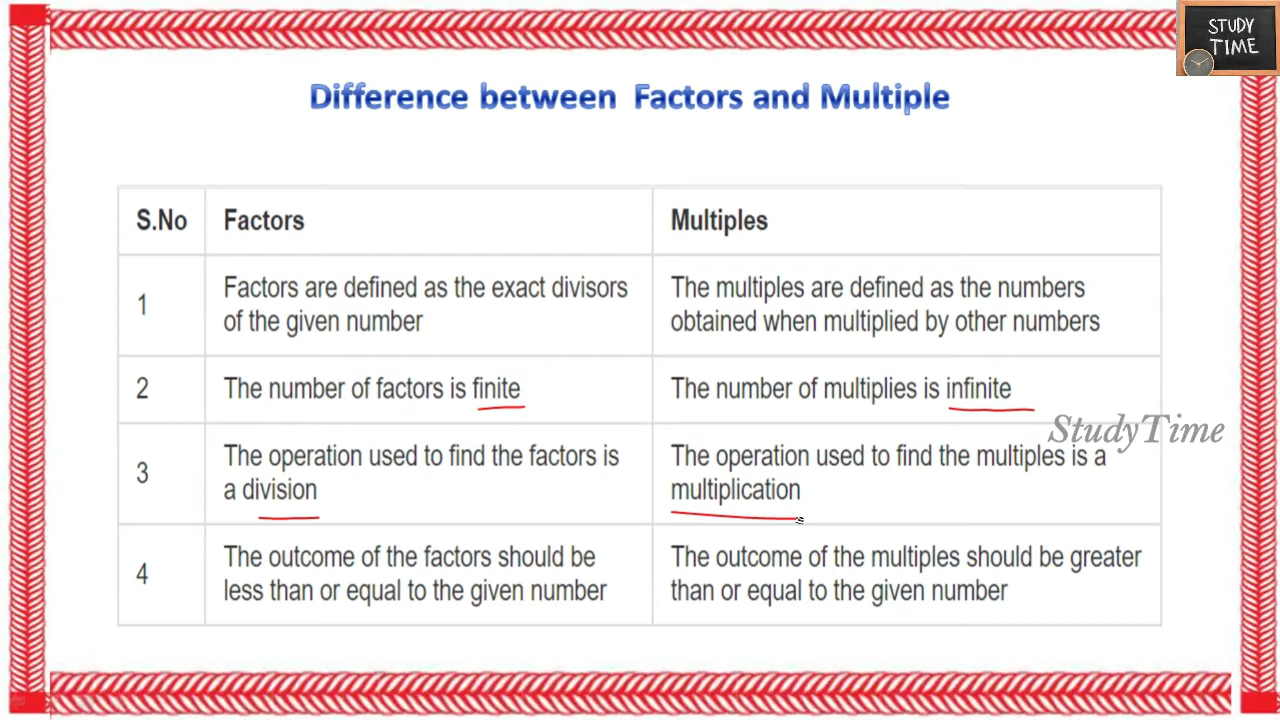 STUDY
TIME
Difference between Factors and Multiple
S.No Factors Multiples
1 Factors are defined as the exact divisors
of the given number
The multiples are defined as the numbers
obtained when multiplied by other numbers
2 The number of factors is finite
The number of multiplies is infinite
StudyTime
3 The operation used to find the factors is
a division
The operation used to find the multiples is a
multiplication
4 The outcome of the factors should be
less than or equal to the given number
The outcome of the multiples should be greater
than or equal to the given number